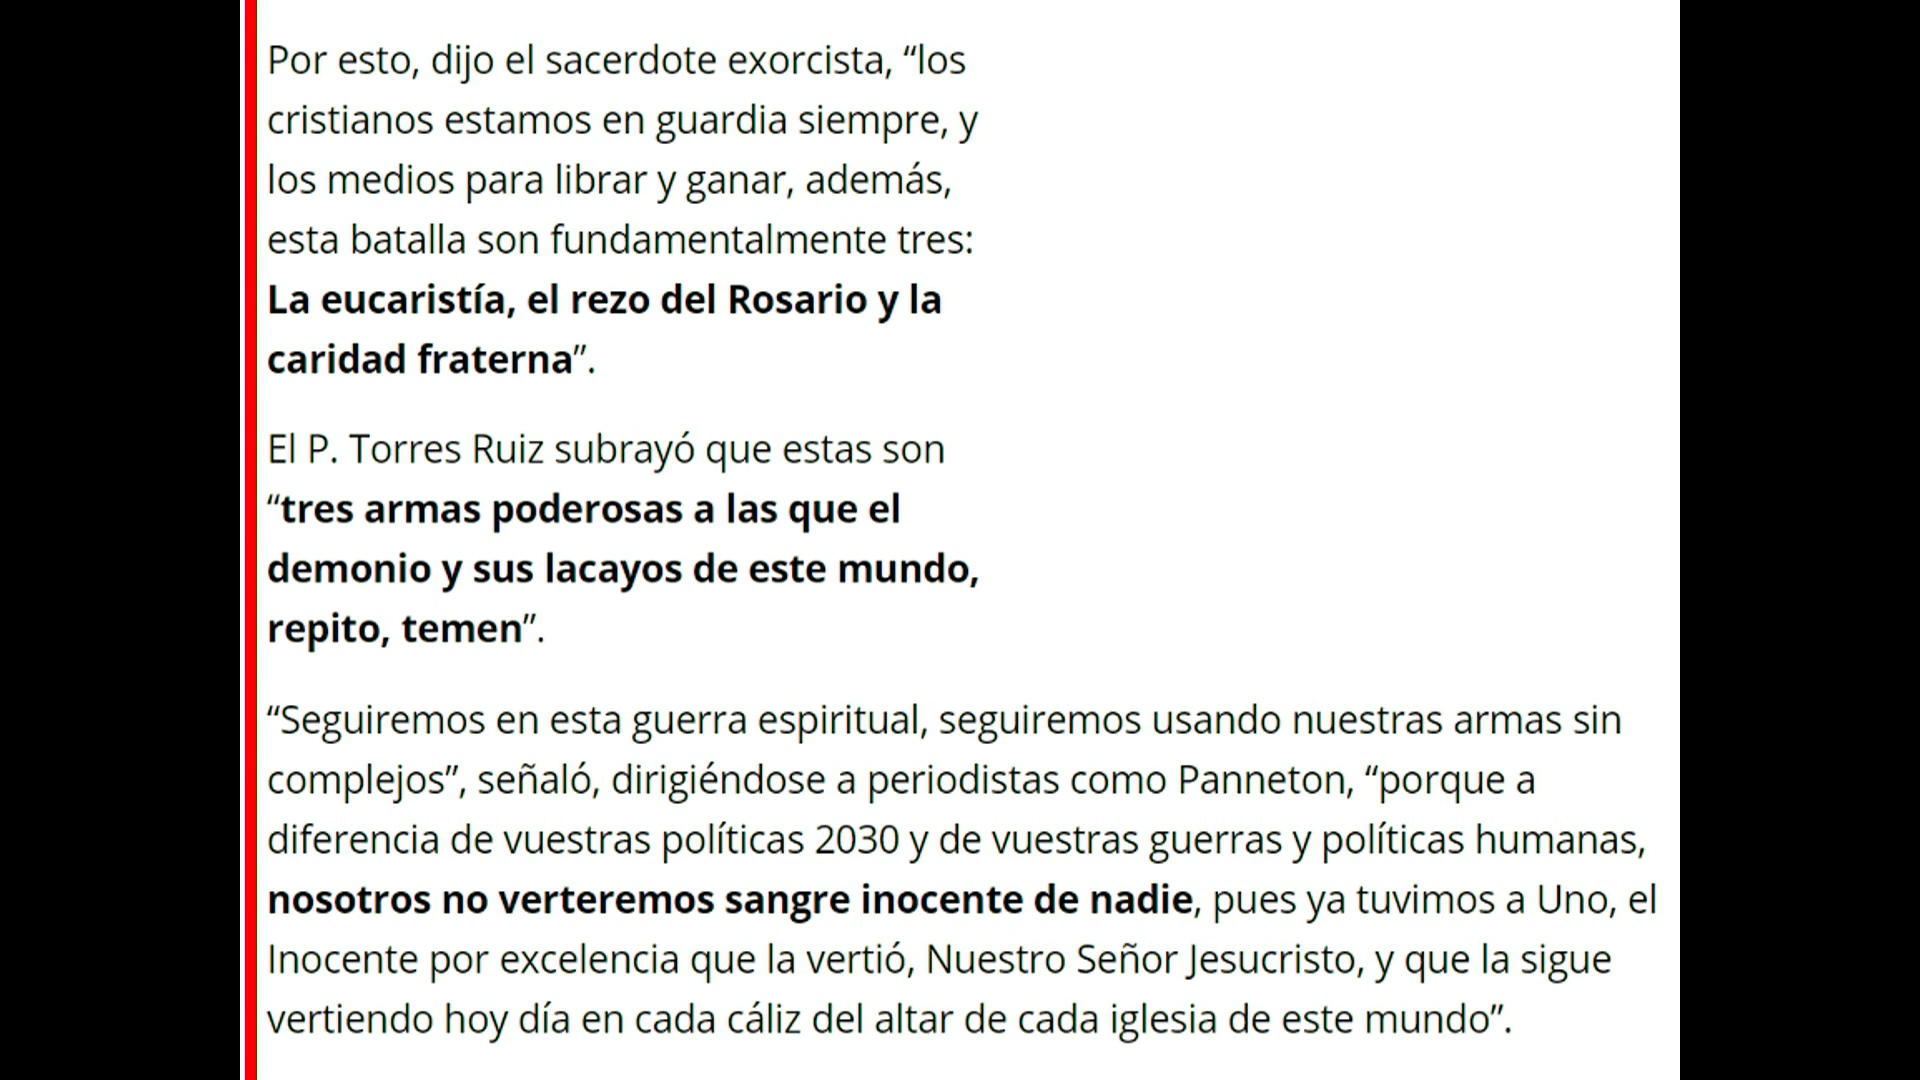 Por esto, dijo el sacerdote exorcista, “los
cristianos estamos en guardia siempre, y
los medios para librar y ganar, además,
esta batalla son fundamentalmente tres:
La eucaristía, el rezo del Rosario y la
caridad fraterna”.
El P. Torres Ruiz subrayó que estas son
“tres armas poderosas a las que el
demonio y sus lacayos de este mundo,
repito, temen”.
“Seguiremos en esta guerra espiritual, seguiremos usando nuestras armas sin
complejos”, señaló, dirigiéndose a periodistas como Panneton, “porque a
diferencia de vuestras políticas 2030 y de vuestras guerras y políticas humanas,
nosotros no verteremos sangre inocente de nadie, pues ya tuvimos a Uno, el
Inocente por excelencia que la vertió, Nuestro Señor Jesucristo, y que la sigue
vertiendo hoy día en cada cáliz del altar de cada iglesia de este mundo”.